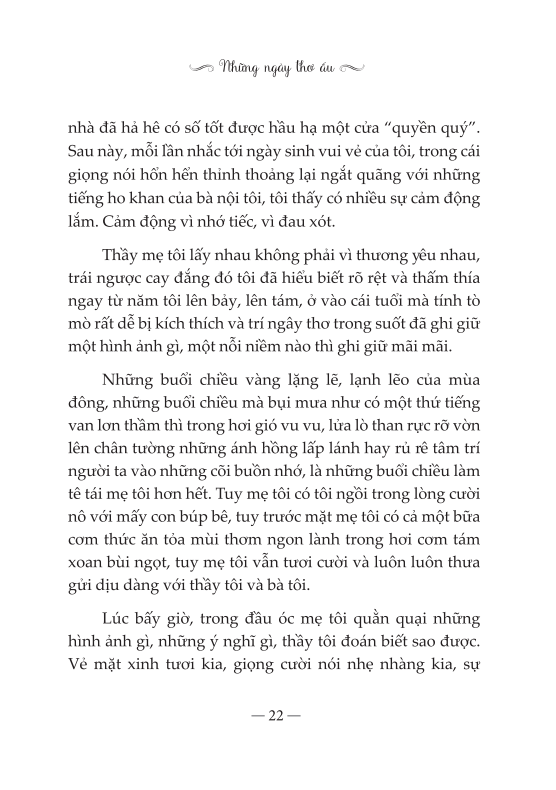 Những ngày thơ ấu
nhà đã hả hê có số tốt được hầu hạ một cửa “quyền quý”.
Sau này, mỗi lần nhắc tới ngày sinh vui vẻ của tôi, trong cái
giọng nói hổn hển thỉnh thoảng lại ngắt quãng với những
tiếng ho khan của bà nội tôi, tôi thấy có nhiều sự cảm động
lắm. Cảm động vì nhớ tiếc, vì đau xót.
Thầy mẹ tôi lấy nhau không phải vì thương yêu nhau,
trái ngược cay đắng đó tôi đã hiểu biết rõ rệt và thấm thía
ngay từ năm tôi lên bảy, lên tám, ở vào cái tuổi mà tính tò
mò rất dễ bị kích thích và trí ngây thơ trong suốt đã ghi giữ
một hình ảnh gì, một nỗi niềm nào thì ghi giữ mãi mãi.
Những buổi chiều vàng lặng lẽ, lạnh lẽo của mùa
đông, những buổi chiều mà bụi mưa như có một thứ tiếng
van lơn thầm thì trong hơi gió vu vu, lửa lò than rực rỡ vờn
lên chân tường những ánh hồng lấp lánh hay rủ rê tâm trí
người ta vào những cõi buồn nhớ, là những buổi chiều làm
tê tái mẹ tôi hơn hết. Tuy mẹ tôi có tôi ngồi trong lòng cười
nô với mấy con búp bê, tuy trước mặt mẹ tôi có cả một bữa
cơm thức ăn tỏa mùi thơm ngon lành trong hơi cơm tám
xoan bùi ngọt, tuy mẹ tôi vẫn tươi cười và luôn luôn thưa
gửi dịu dàng với thầy tôi và bà tôi.
Lúc bấy giờ, trong đầu óc mẹ tôi quằn quại những
hình ảnh gì, những ý nghĩ gì, thầy tôi đoán biết sao được.
Vẻ mặt xinh tươi kia, giọng cười nói nhẹ nhàng kia, sự
— 22 —